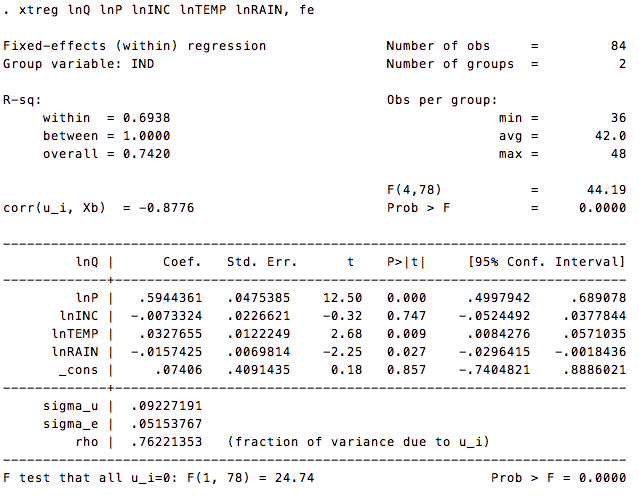 . xtreg lnQ lnP lnINC lnTEMP lnRAIN, fe
Fixed-effects (within) regression Number of obs = 84
Group variable: IND Number of groups = 2
R-sq: Obs per group:
within = 0.6938 min = 36
between = 1.0000 avg = 42.0
overall = 0.7420 max = 48
F(4,78) = 44.19
corr(u_i, Xb) = -0.8776 Prob > F = 0.0000
lnQ | Coef. Std. Err. t P>|t| [95% Conf. Interval]
lnP | .5944361 .0475385 12.50 0.000 .4997942 .689078
lnINC | -.0073324 .0226621 -0.32 0.747 -.0524492 .0377844
lnTEMP | .0327655 .0122249 2.68 0.009 .0084276 .0571035
lnRAIN | -.0157425 .0069814 -2.25 0.027 -.0296415 -.0018436
_cons | .07406 .4091435 0.18 0.857 -.7404821 .8886021
sigma_u | .09227191
sigma_e | .05153767
rho | .76221353 (fraction of variance due to u_i)
F test that all u_i=0: F(1, 78) = 24.74 Prob > F = 0.0000